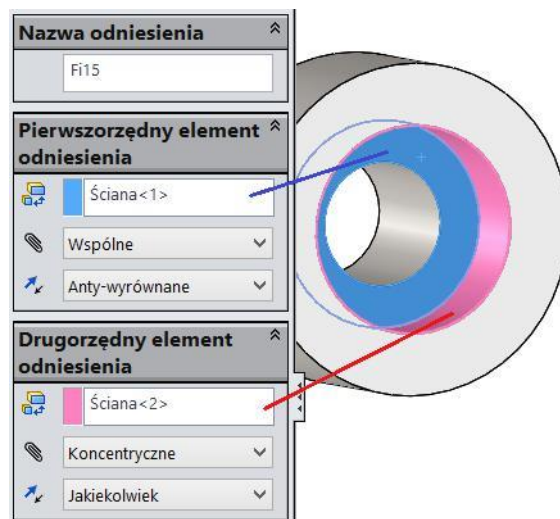 Nazwa odniesienia
Fi15
Pierwszorzędny element
odniesienia
Ściana<1>
Wspólne
Anty-wyrównane
Drugorzędny element
odniesienia
Ściana<2>
Koncentryczne
Jakiekolwiek